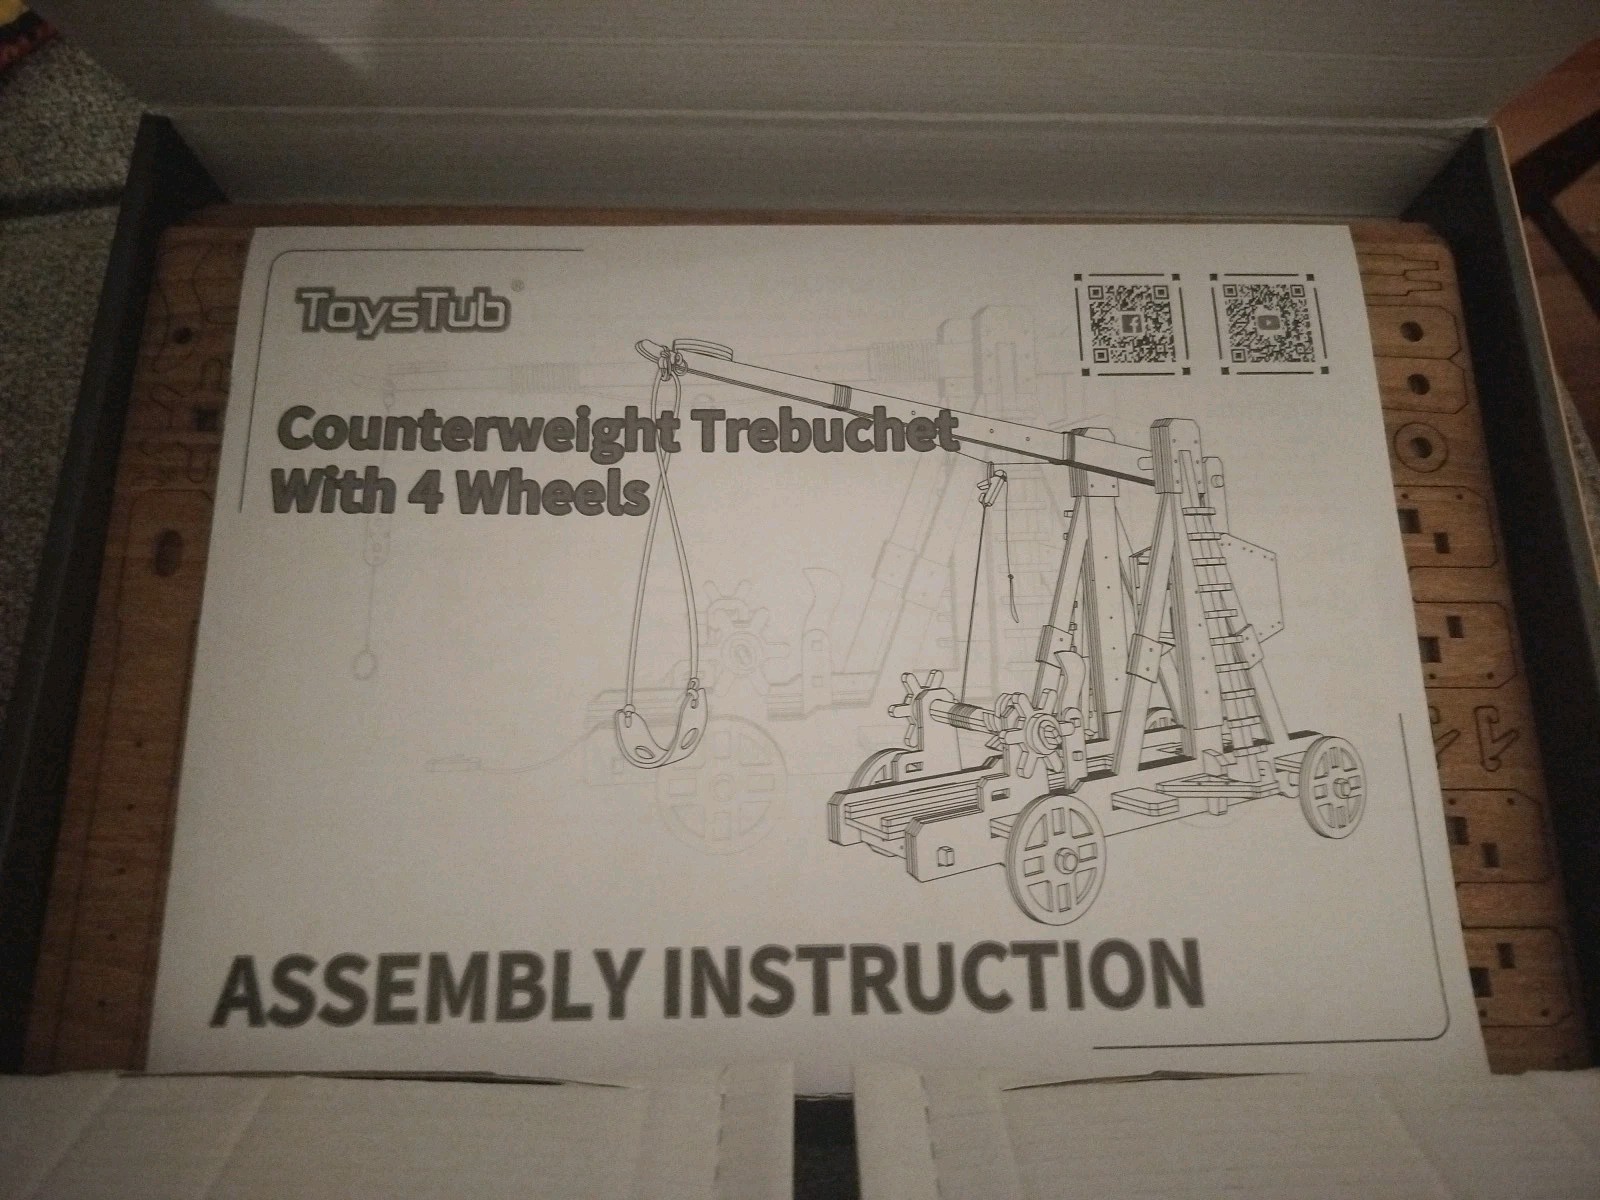 ToysTub®
Counterweight Trebuchet
With 4 Wheels
ASSEMBLY INSTRUCTION